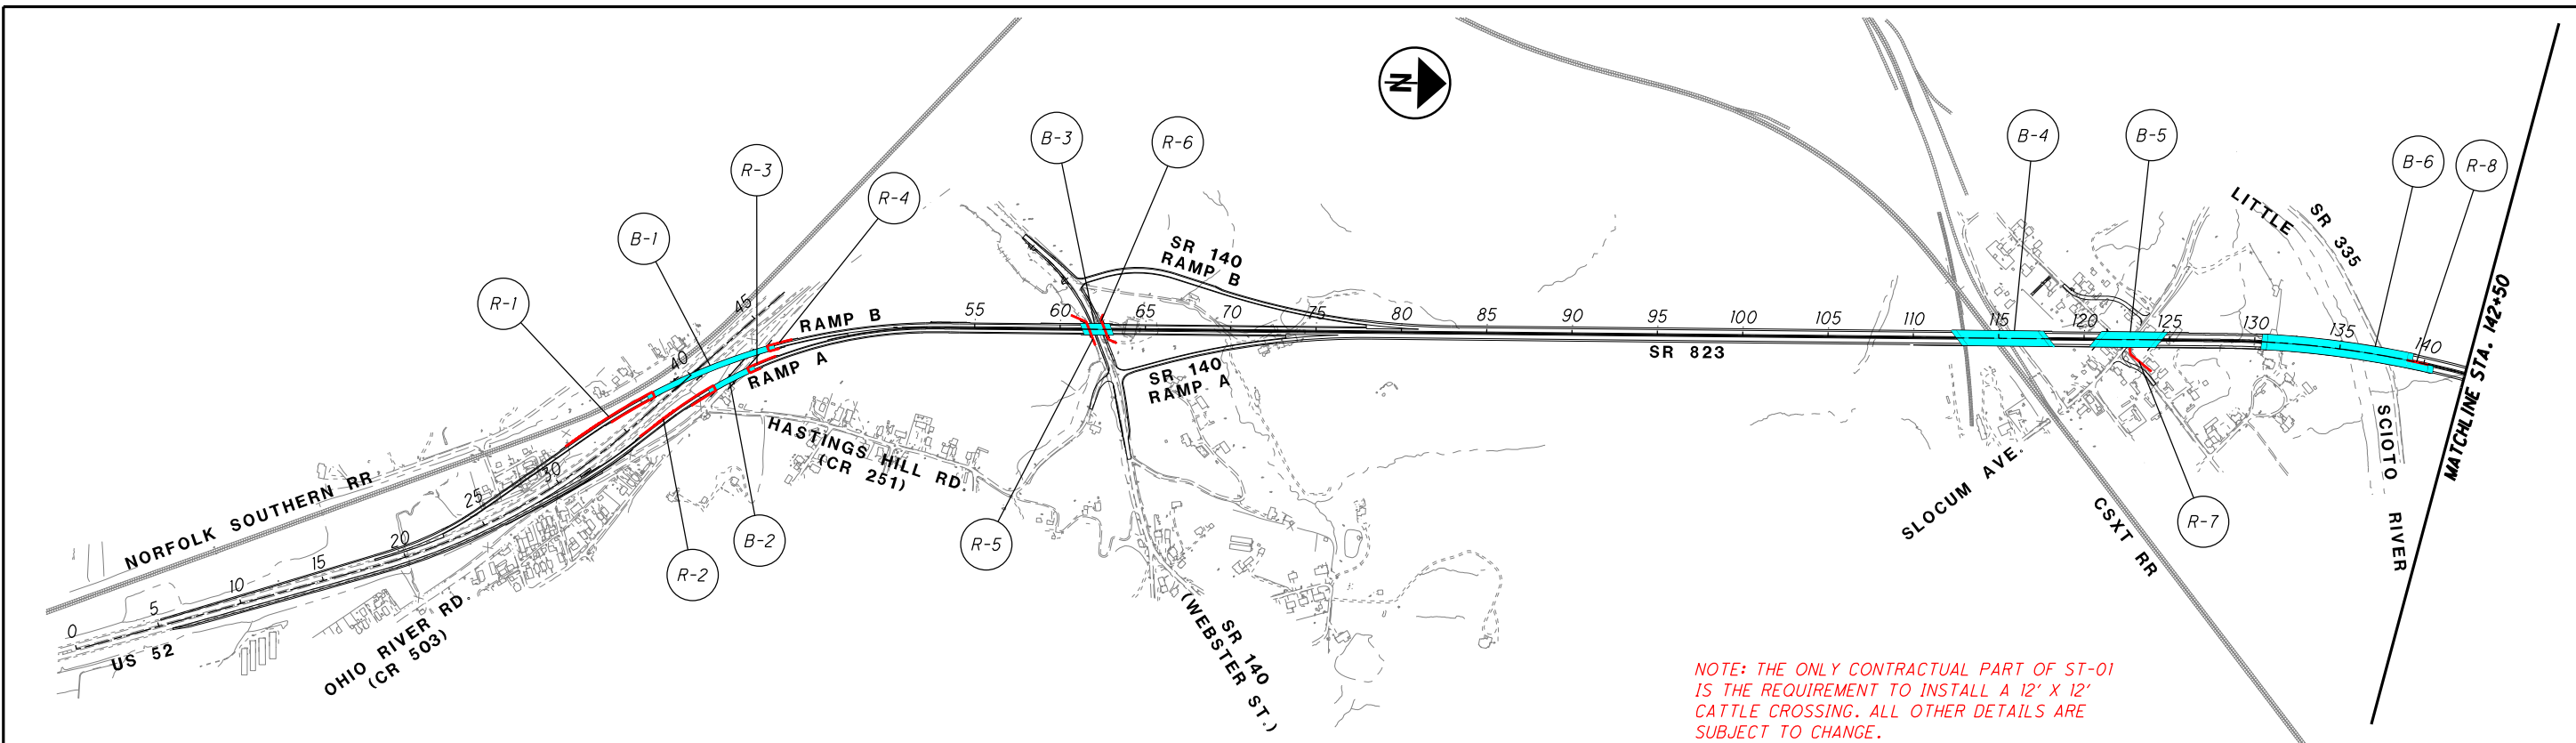 N
B-3
R-6
B-4
B-5
B-6
R-8
R-3
R-4
B-1
R-1
LITTLE
SR 335
SR 140
RAMP B
MATCHLINE STA. 142+50
RAMP B
RAMP A
45
40
55
60
65
70
75
80
85
90
95
100
105
110
115
120
125
130
135
140
SR 823
SR 140
RAMP A
HASTINGS HILL RD.
(CR 251)
SCIOTO RIVER
NORFOLK SOUTHERN RR
0
5
10
15
20
25
30
US 52
OHIO RIVER RD.
(CR 503)
R-2
B-2
R-5
SLOCUM AVE.
CSXT RR
R-7
SR 140
(WEBSTER ST.)
NOTE: THE ONLY CONTRACTUAL PART OF ST-01
IS THE REQUIREMENT TO INSTALL A 12' X 12'
CATTLE CROSSING. ALL OTHER DETAILS ARE
SUBJECT TO CHANGE.